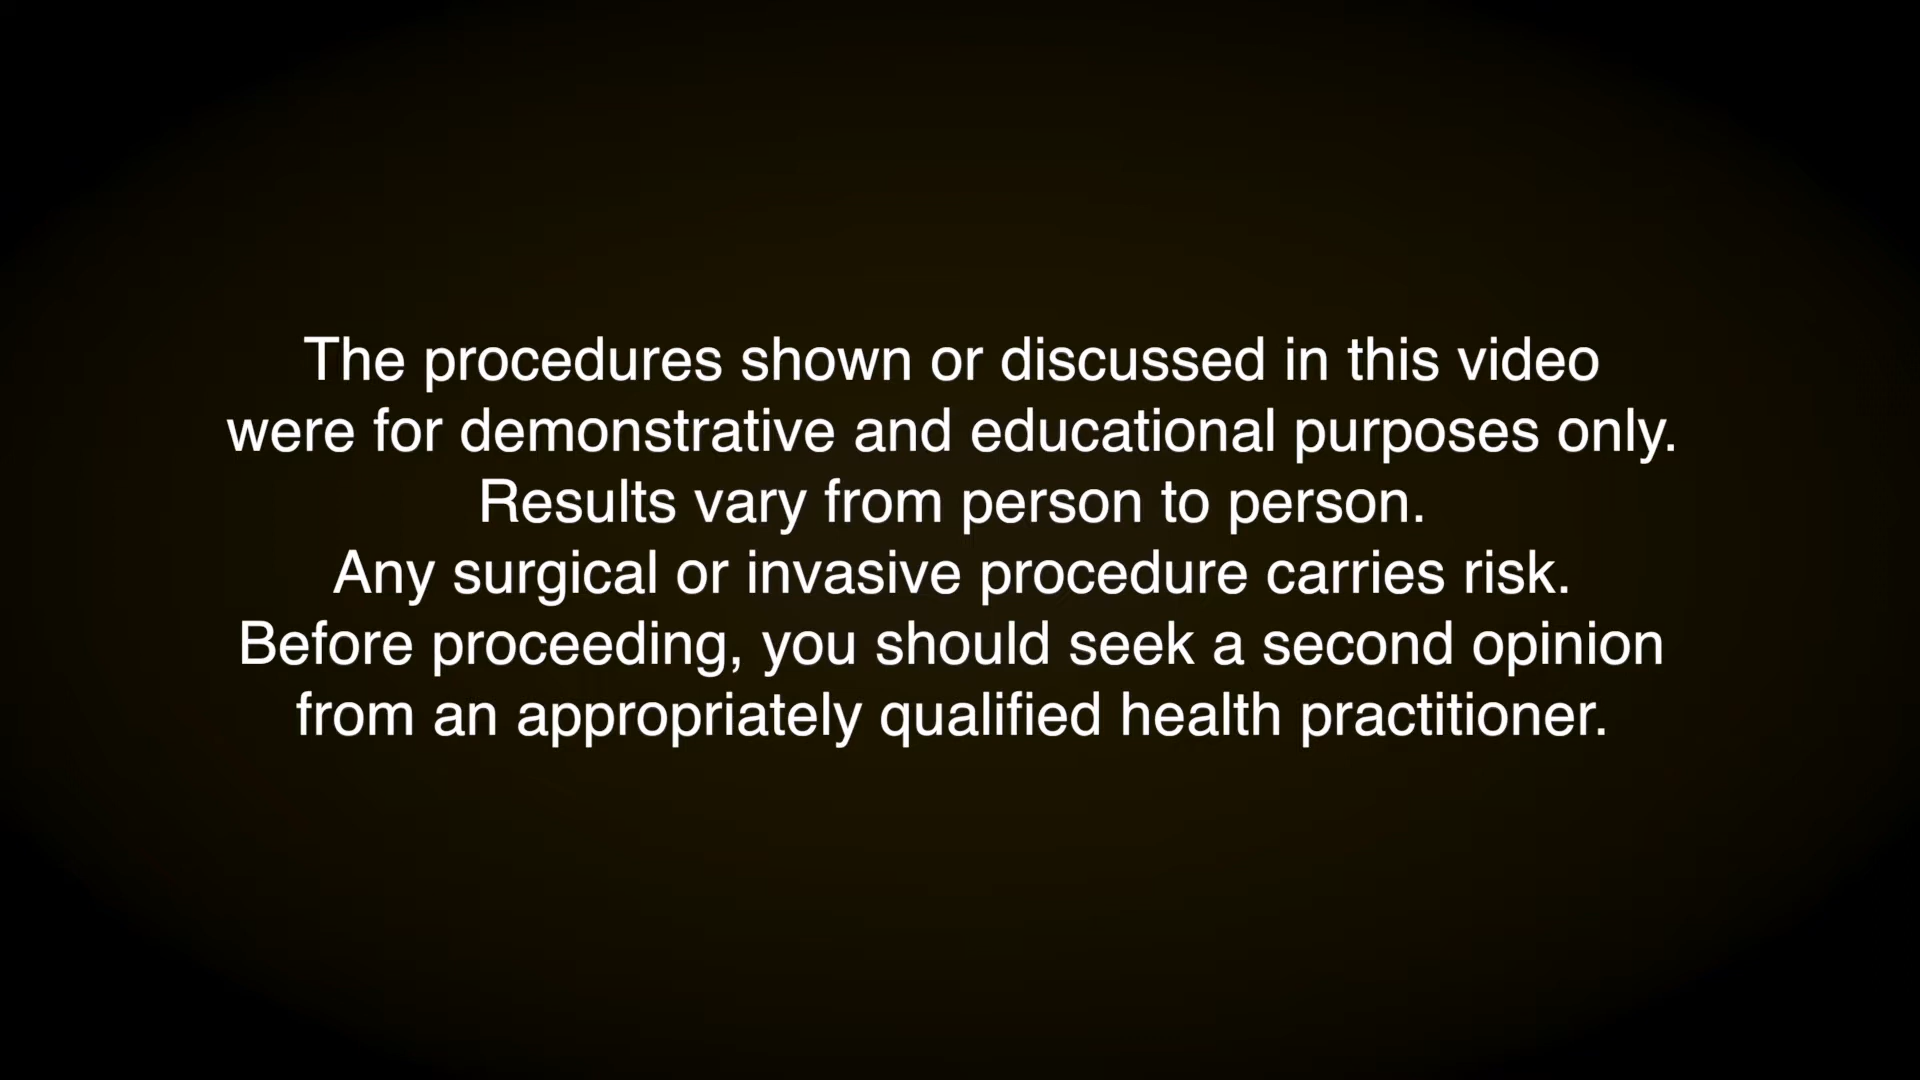 The procedures shown or discussed in this video
were for demonstrative and educational purposes only.
Results vary from person to person.
Any surgical or invasive procedure carries risk.
Before proceeding, you should seek a second opinion
from an appropriately qualified health practitioner.